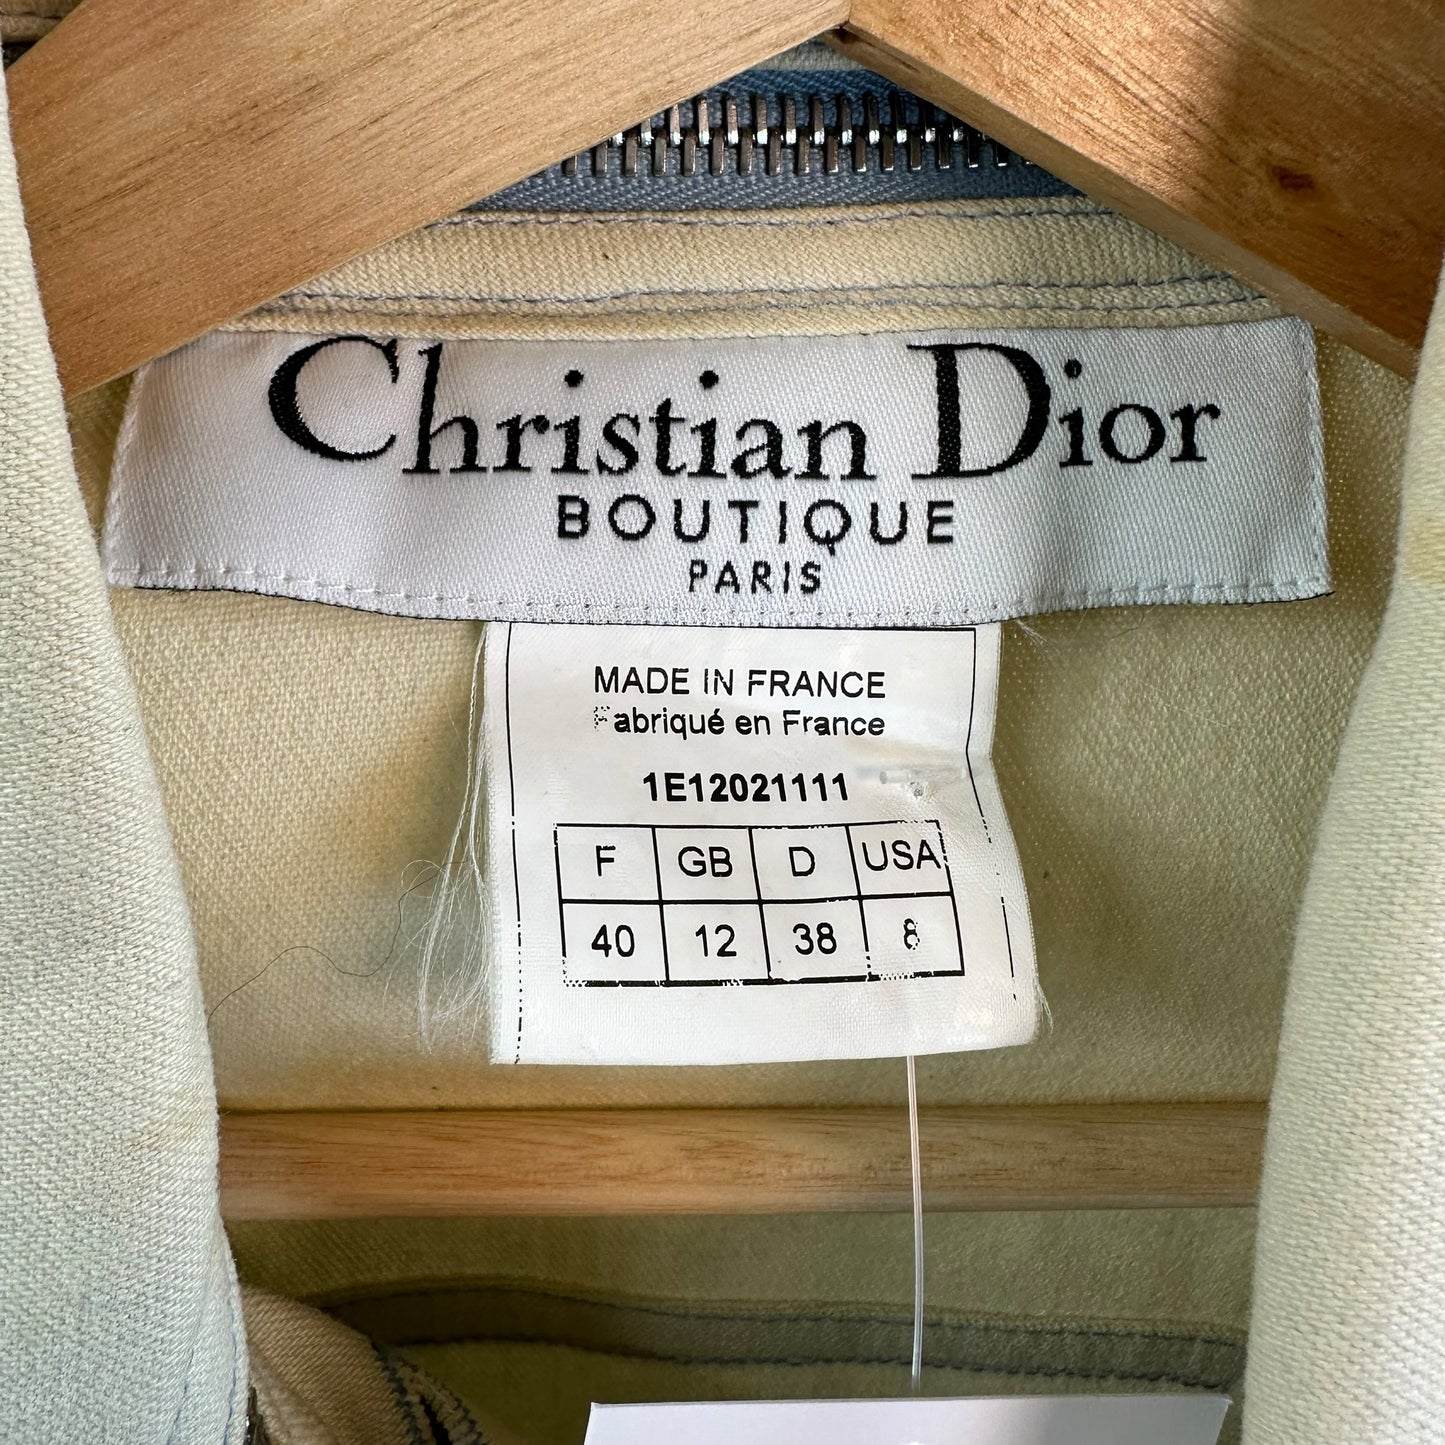 Christian Dior
BOUTIQUE
PARIS
MADE IN FRANCE
Fabriqué en France
1E12021111
F GB D USA
40 12 38 8